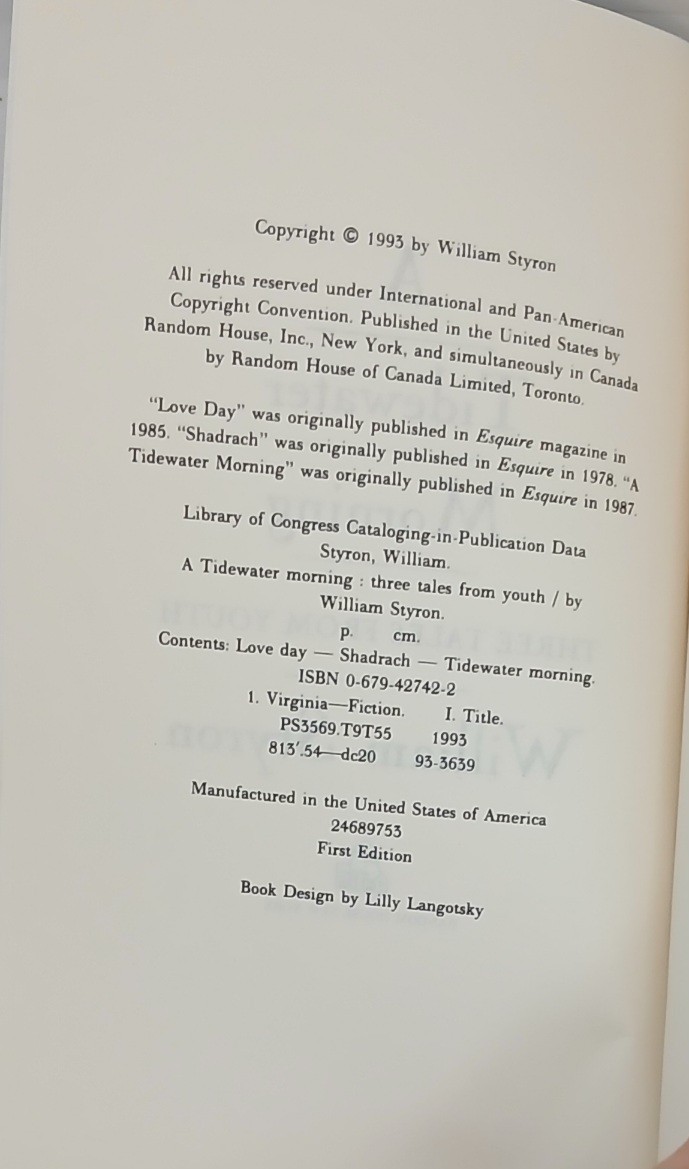 Copyright © 1993 by William Styron
All rights reserved under International and Pan-American
Copyright Convention. Published in the United States by
Random House, Inc., New York, and simultaneously in Canada
by Random House of Canada Limited, Toronto.
"Love Day" was originally published in Esquire magazine in
1985. "Shadrach" was originally published in Esquire in 1978. "A
Tidewater Morning" was originally published in Esquire in 1987.
Library of Congress Cataloging-in-Publication Data
Styron, William.
A Tidewater morning : three tales from youth / by
William Styron.
p. cm.
Contents: Love day — Shadrach — Tidewater morning.
ISBN 0-679-42742-2
1. Virginia—Fiction. I. Title.
PS3569.T9T55 1993
813'.54—dc20 93-3639
Manufactured in the United States of America
24689753
First Edition
Book Design by Lilly Langotsky